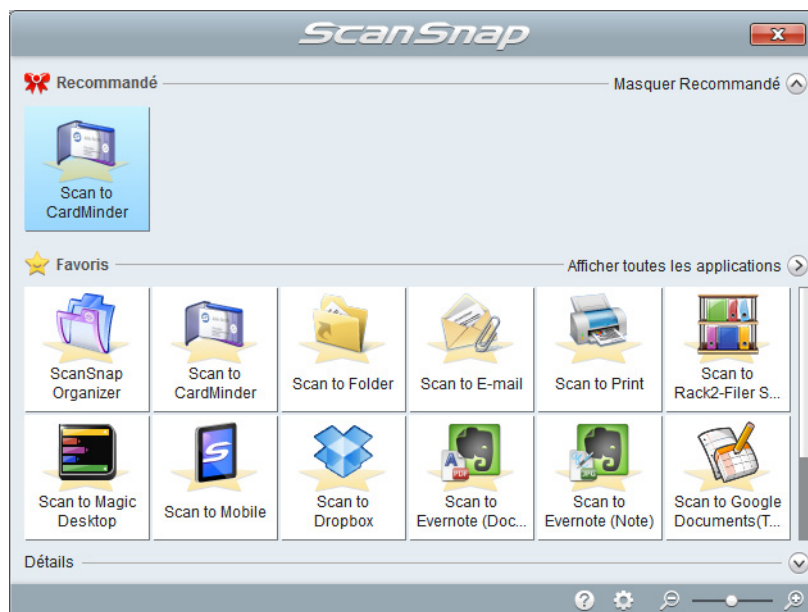 ScanSnap
Recommandé
Masquer Recommandé
Scan to
CardMinder
Favoris
Afficher toutes les applications
ScanSnap
Organizer
Scan to
CardMinder
Scan to Folder
Scan to E-mail
Scan to Print
Scan to
Rack2-Filer S...
Scan to Magic
Desktop
Scan to Mobile
Scan to
Dropbox
Scan to
Evernote (Doc...
Scan to
Evernote (Note)
Scan to Google
Documents(T...
Détails